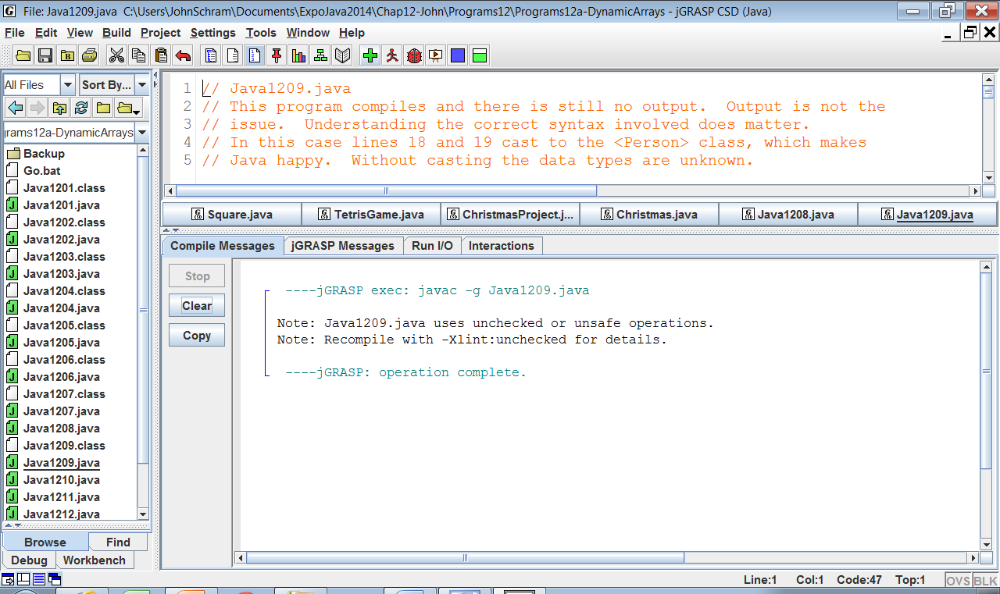 File: Java1209.java  C:\Users\JohnSchram\Documents\ExpoJava2014\Chap12-John\Programs12\Programs12a-DynamicArrays - jGRASP CSD (Java)
File Edit View Build Project Settings Tools Window Help
All Files Sort By...
rams12a-DynamicArrays
Backup
Go.bat
Java1201.class
Java1201.java
Java1202.class
Java1202.java
Java1203.class
Java1203.java
Java1204.class
Java1204.java
Java1205.class
Java1205.java
Java1206.class
Java1206.java
Java1207.class
Java1207.java
Java1208.java
Java1209.class
Java1209.java
Java1210.java
Java1211.java
Java1212.java
Browse Find
Debug Workbench
1 // Java1209.java
2 // This program compiles and there is still no output.  Output is not the
3 // issue.  Understanding the correct syntax involved does matter.
4 // In this case lines 18 and 19 cast to the <Person> class, which makes
5 // Java happy.  Without casting the data types are unknown.
Square.java TetrisGame.java ChristmasProject.j... Christmas.java Java1208.java Java1209.java
Compile Messages jGRASP Messages Run I/O Interactions
Stop
Clear
Copy
----jGRASP exec: javac -g Java1209.java
Note: Java1209.java uses unchecked or unsafe operations.
Note: Recompile with -Xlint:unchecked for details.
----jGRASP: operation complete.
Line:1 Col:1 Code:47 Top:1 OVS BLK